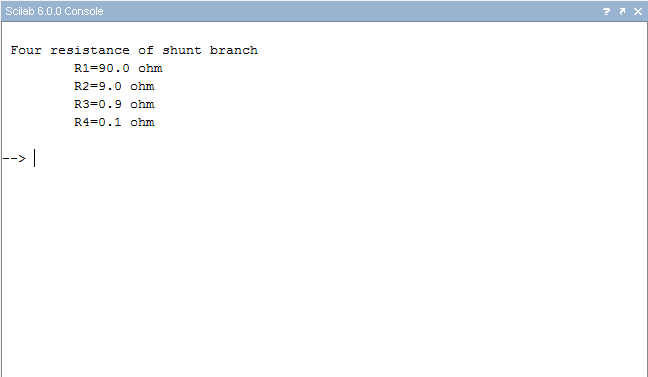 Scilab 6.0.0 Console
Four resistance of shunt branch
R1=90.0 ohm
R2=9.0 ohm
R3=0.9 ohm
R4=0.1 ohm
-->